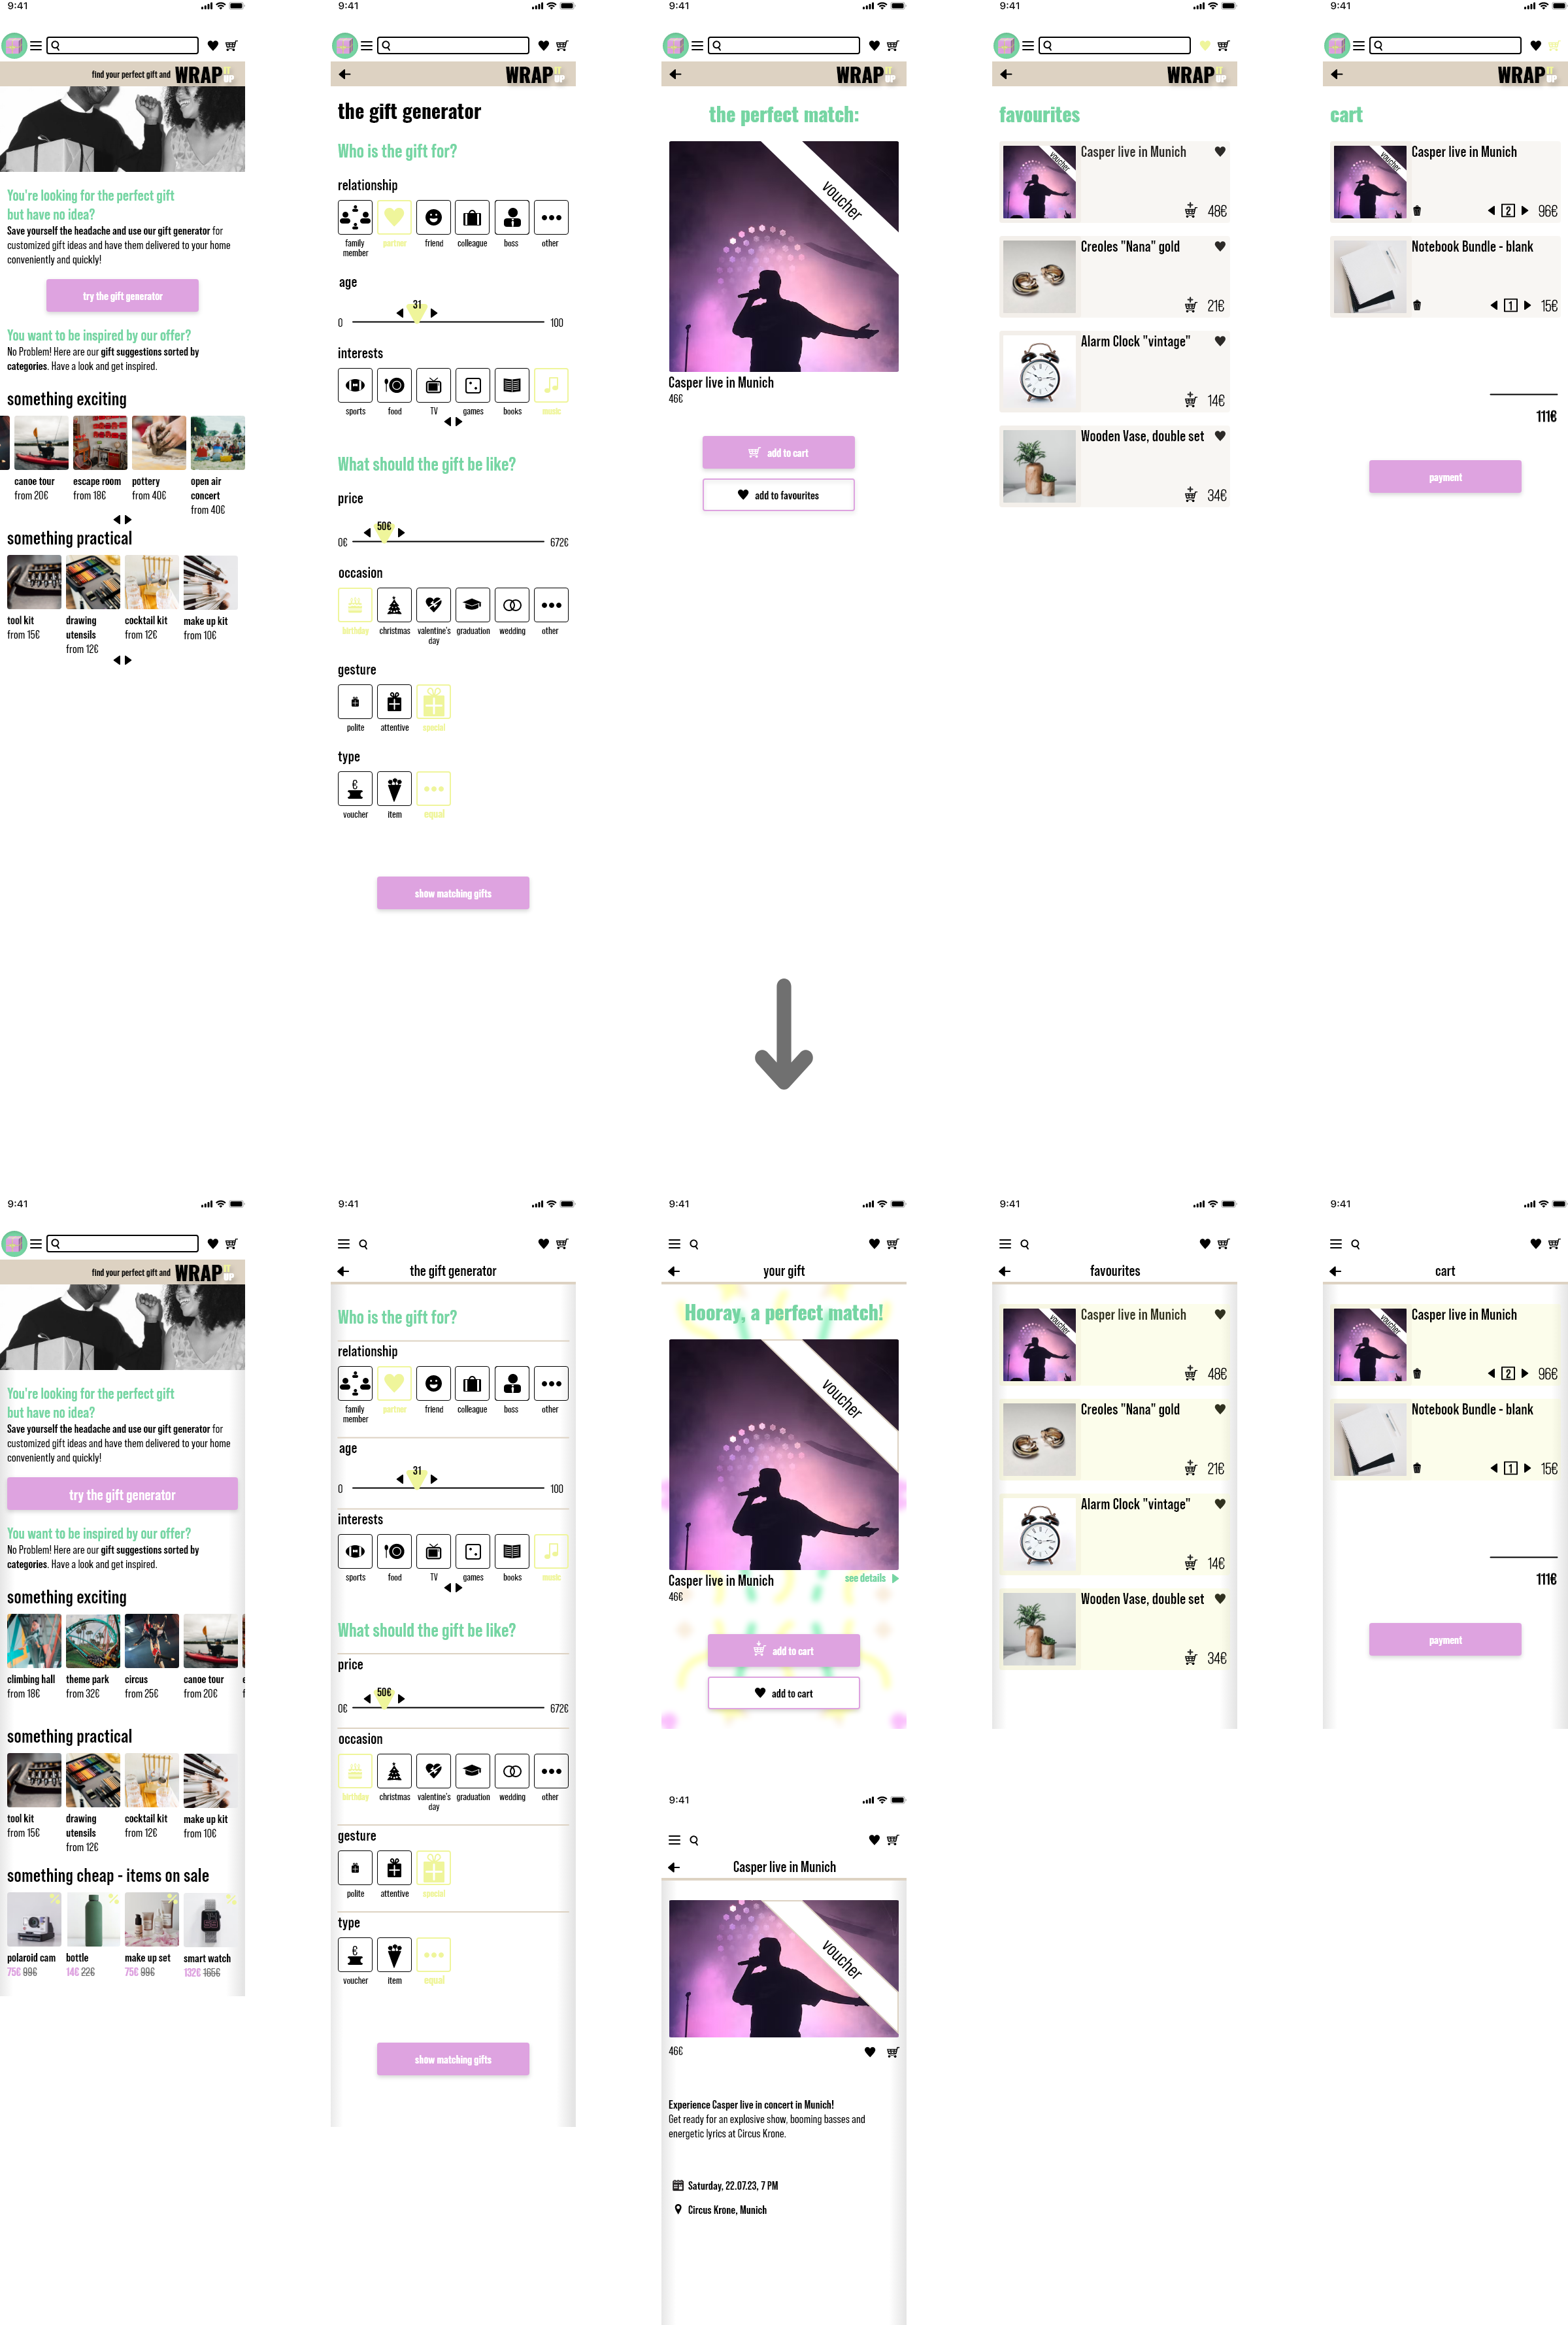 9:41
find your perfect gift and WRAP IT UP
You're looking for the perfect gift
but have no idea?
Save yourself the headache and use our gift generator for
customized gift ideas and have them delivered to your home
conveniently and quickly!
try the gift generator
You want to be inspired by our offer?
No Problem! Here are our gift suggestions sorted by
categories. Have a look and get inspired.
something exciting
canoe tour escape room pottery open air
concert
from 20€ from 18€ from 40€ from 40€
something practical
tool kit drawing
utensils cocktail kit make up kit
from 15€ from 12€ from 12€ from 10€
9:41
WRAP IT UP
the gift generator
Who is the gift for?
relationship
family
member partner friend colleague boss other
age
31
0 100
interests
sports food TV games books music
What should the gift be like?
price
50€
0€ 672€
occasion
birthday christmas valentine's
day graduation wedding other
gesture
polite attentive special
type
€
voucher item equal
show matching gifts
9:41
WRAP IT UP
the perfect match:
voucher
Casper live in Munich
46€
add to cart
add to favourites
9:41
WRAP IT UP
favourites
voucher
Casper live in Munich
48€
Creoles "Nana" gold
21€
Alarm Clock "vintage"
14€
Wooden Vase, double set
34€
9:41
WRAP IT UP
cart
voucher
Casper live in Munich
2 96€
Notebook Bundle - blank
1 15€
111€
payment
9:41
find your perfect gift and WRAP IT UP
You're looking for the perfect gift
but have no idea?
Save yourself the headache and use our gift generator for
customized gift ideas and have them delivered to your home
conveniently and quickly!
try the gift generator
You want to be inspired by our offer?
No Problem! Here are our gift suggestions sorted by
categories. Have a look and get inspired.
something exciting
climbing hall theme park circus canoe tour e
from 18€ from 32€ from 25€ from 20€ f
something practical
tool kit drawing
utensils cocktail kit make up kit
from 15€ from 12€ from 12€ from 10€
something cheap - items on sale
polaroid cam bottle make up set smart watch
75€ 99€ 14€ 22€ 75€ 99€ 132€ 165€
9:41
the gift generator
Who is the gift for?
relationship
family
member partner friend colleague boss other
age
31
0 100
interests
sports food TV games books music
What should the gift be like?
price
50€
0€ 672€
occasion
birthday christmas valentine's
day graduation wedding other
gesture
polite attentive special
type
€
voucher item equal
show matching gifts
9:41
your gift
Hooray, a perfect match!
voucher
Casper live in Munich see details
46€
add to cart
add to cart
9:41
favourites
voucher
Casper live in Munich
48€
Creoles "Nana" gold
21€
Alarm Clock "vintage"
14€
Wooden Vase, double set
34€
9:41
cart
voucher
Casper live in Munich
2 96€
Notebook Bundle - blank
1 15€
111€
payment
9:41
Casper live in Munich
voucher
46€
Experience Casper live in concert in Munich!
Get ready for an explosive show, booming basses and
energetic lyrics at Circus Krone.
Saturday, 22.07.23, 7 PM
Circus Krone, Munich